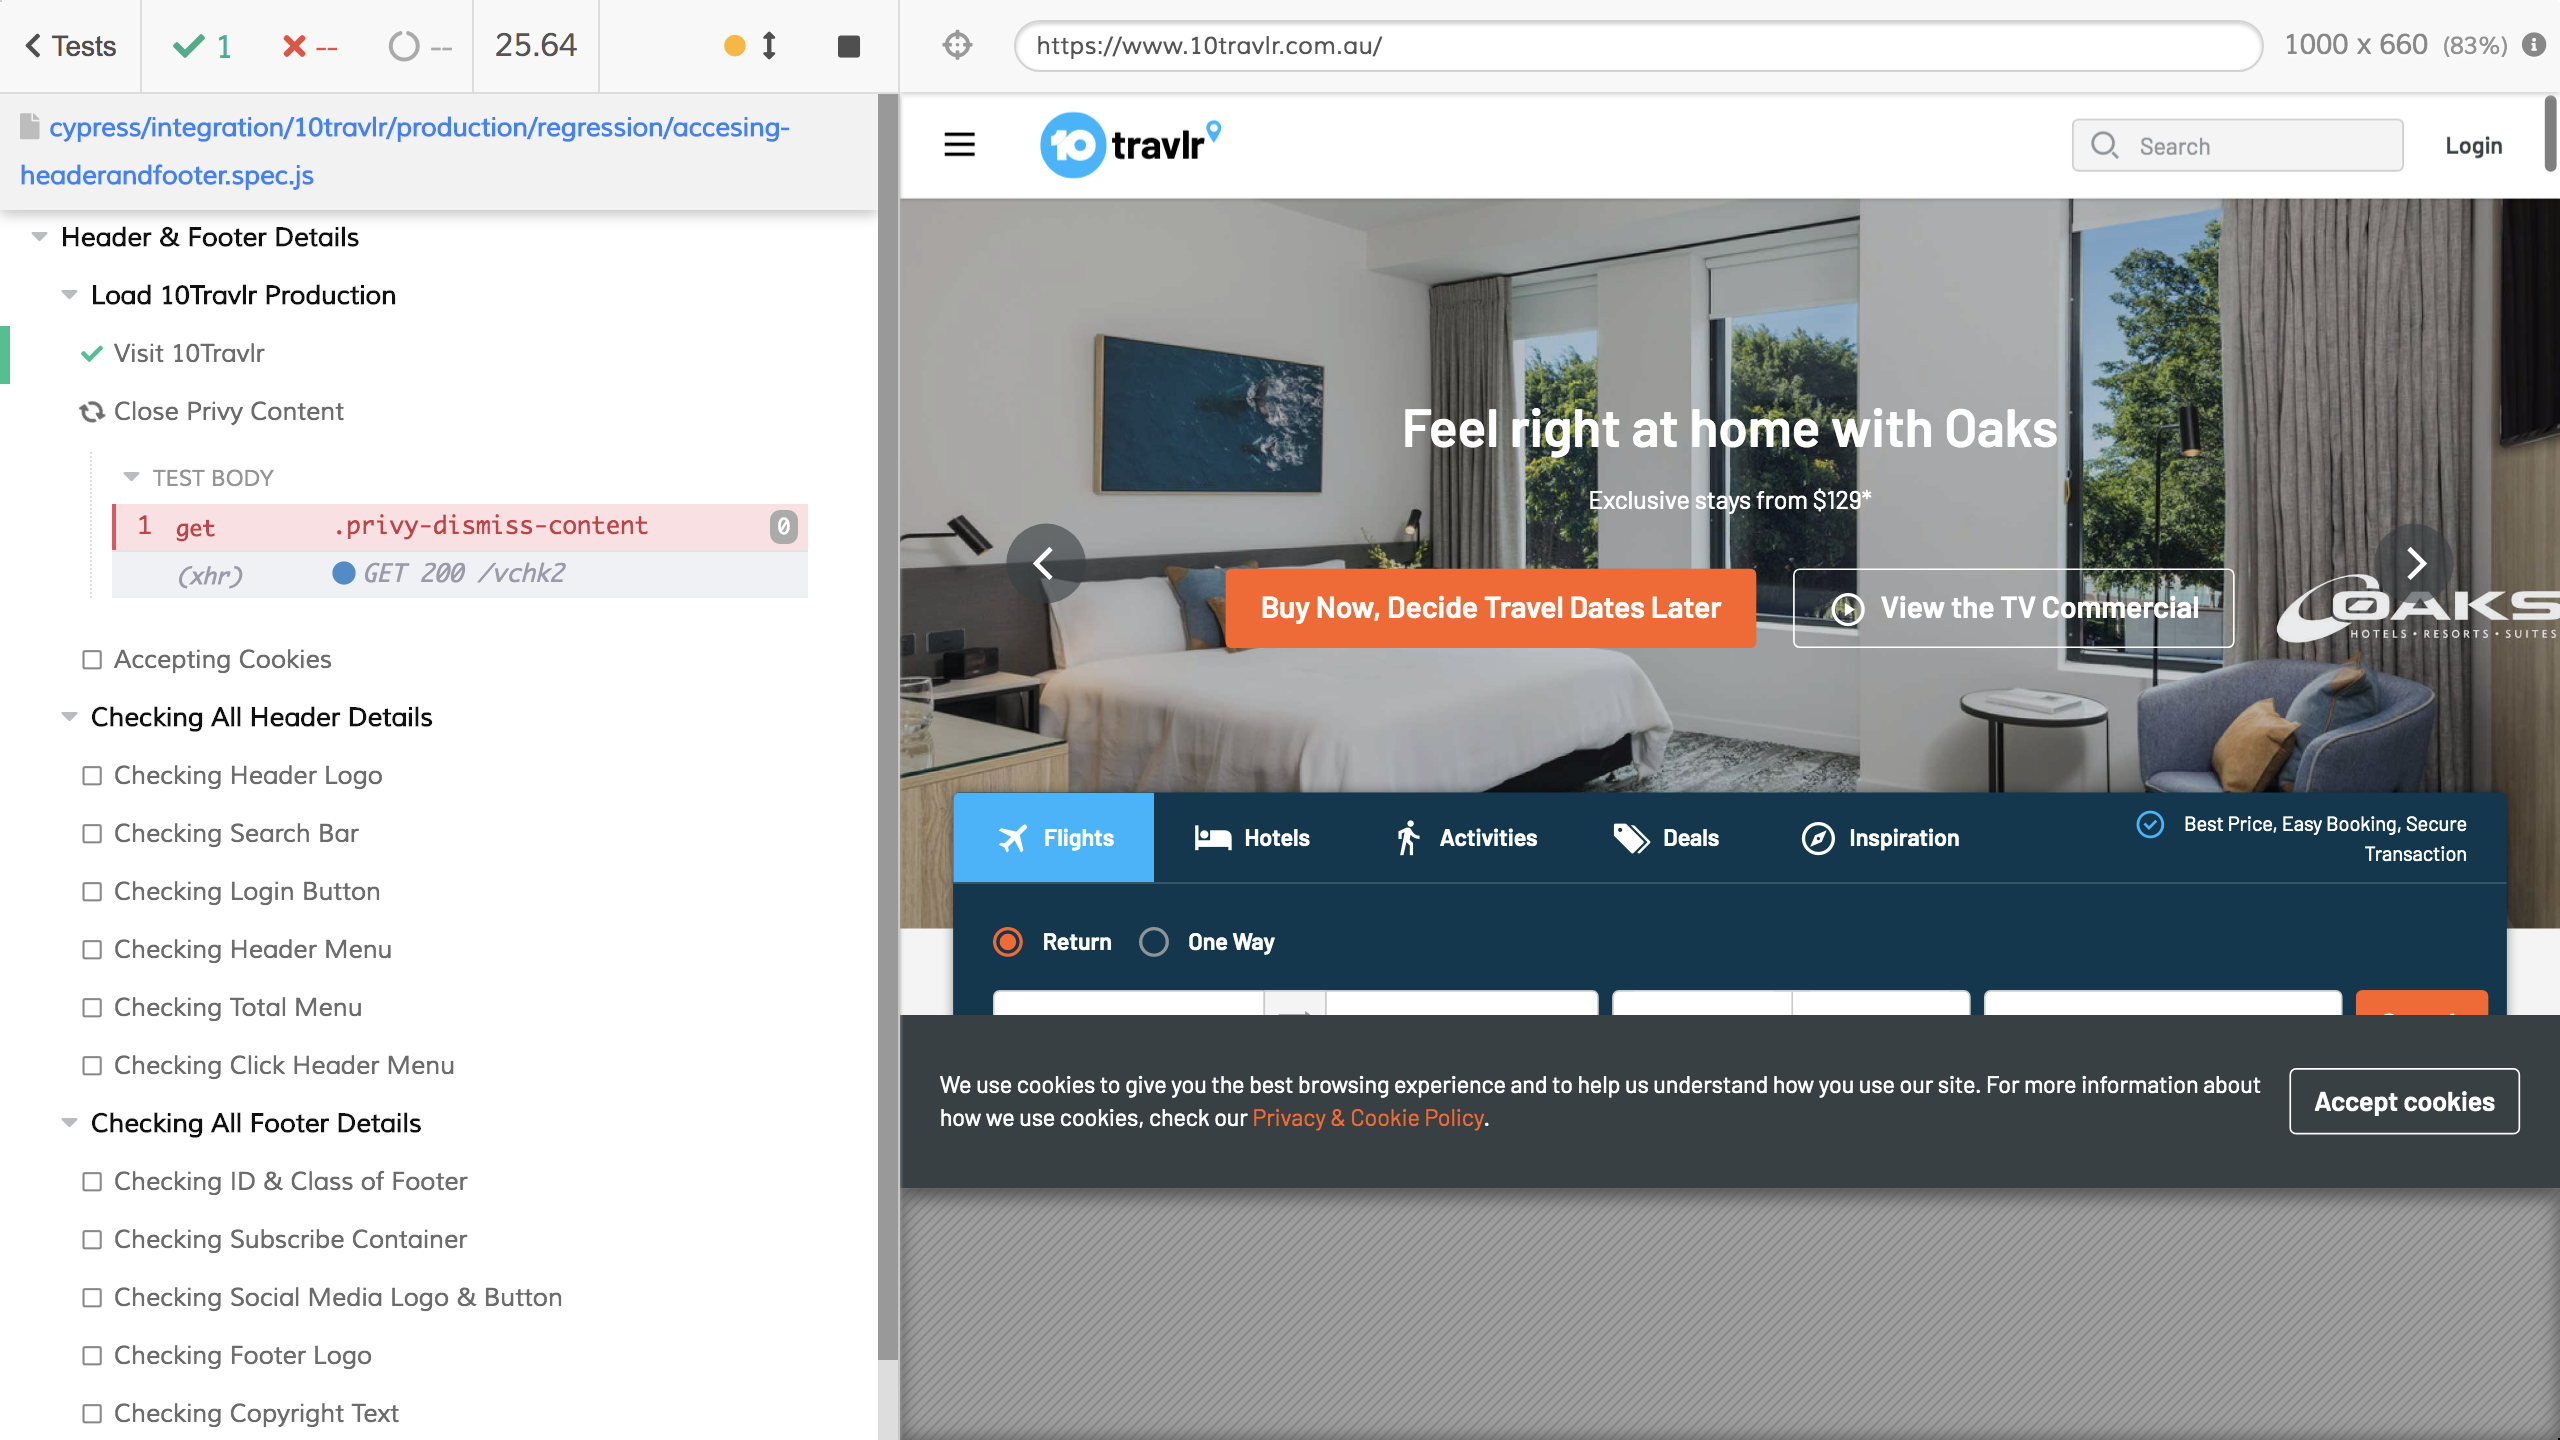 Tests
1
--
--
25.64
https://www.10travlr.com.au/
1000 x 660 (83%)
cypress/integration/10travlr/production/regression/accesing-
headerandfooter.spec.js
Header & Footer Details
Load 10Travlr Production
Visit 10Travlr
Close Privy Content
TEST BODY
1 get .privy-dismiss-content 0
(xhr) GET 200 /vchk2
Accepting Cookies
Checking All Header Details
Checking Header Logo
Checking Search Bar
Checking Login Button
Checking Header Menu
Checking Total Menu
Checking Click Header Menu
Checking All Footer Details
Checking ID & Class of Footer
Checking Subscribe Container
Checking Social Media Logo & Button
Checking Footer Logo
Checking Copyright Text
10 travlr
Search
Login
Feel right at home with Oaks
Exclusive stays from $129*
Buy Now, Decide Travel Dates Later
View the TV Commercial
OAKS
HOTELS • RESORTS • SUITES
Flights
Hotels
Activities
Deals
Inspiration
Best Price, Easy Booking, Secure
Transaction
Return
One Way
We use cookies to give you the best browsing experience and to help us understand how you use our site. For more information about
how we use cookies, check our Privacy & Cookie Policy.
Accept cookies